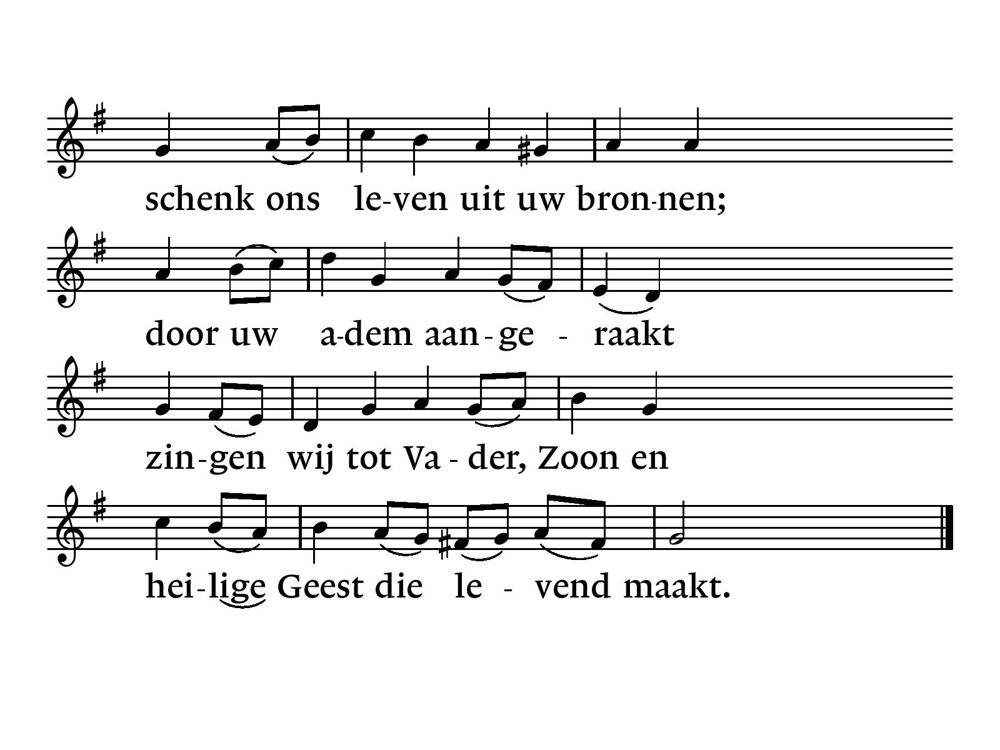 schenk ons le-ven uit uw bron-nen;
door uw a-dem aan-ge - raakt
zin-gen wij tot Va - der, Zoon en
hei-lige Geest die le - vend maakt.